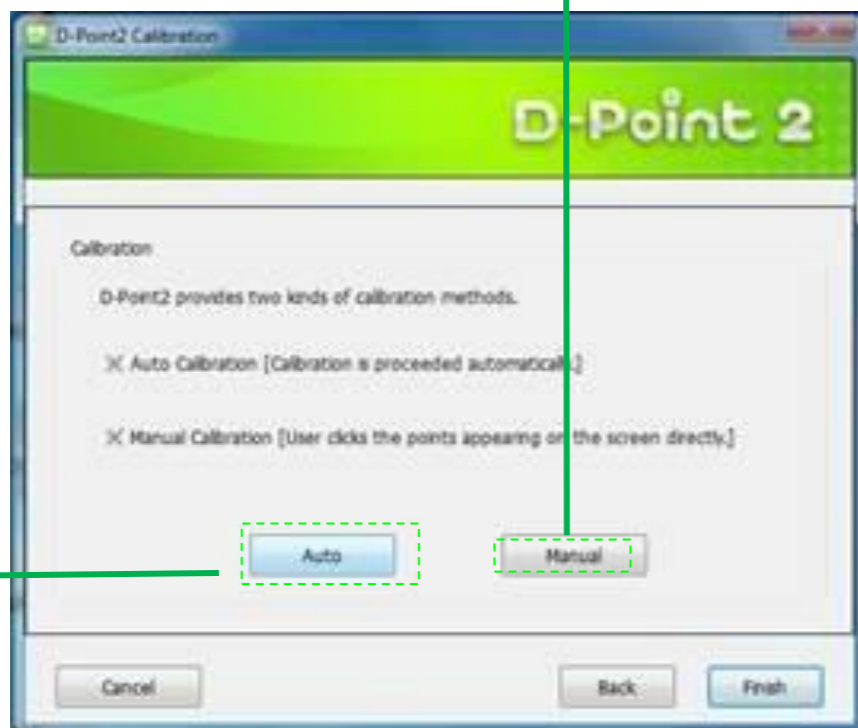 D-Point2 Calibration
D-Point 2
Calibration
D-Point2 provides two kinds of calibration methods.
※ Auto Calibration [Calibration is proceeded automatically.]
※ Manual Calibration [User clicks the points appearing on the screen directly.]
Auto
Manual
Cancel
Back
Finish